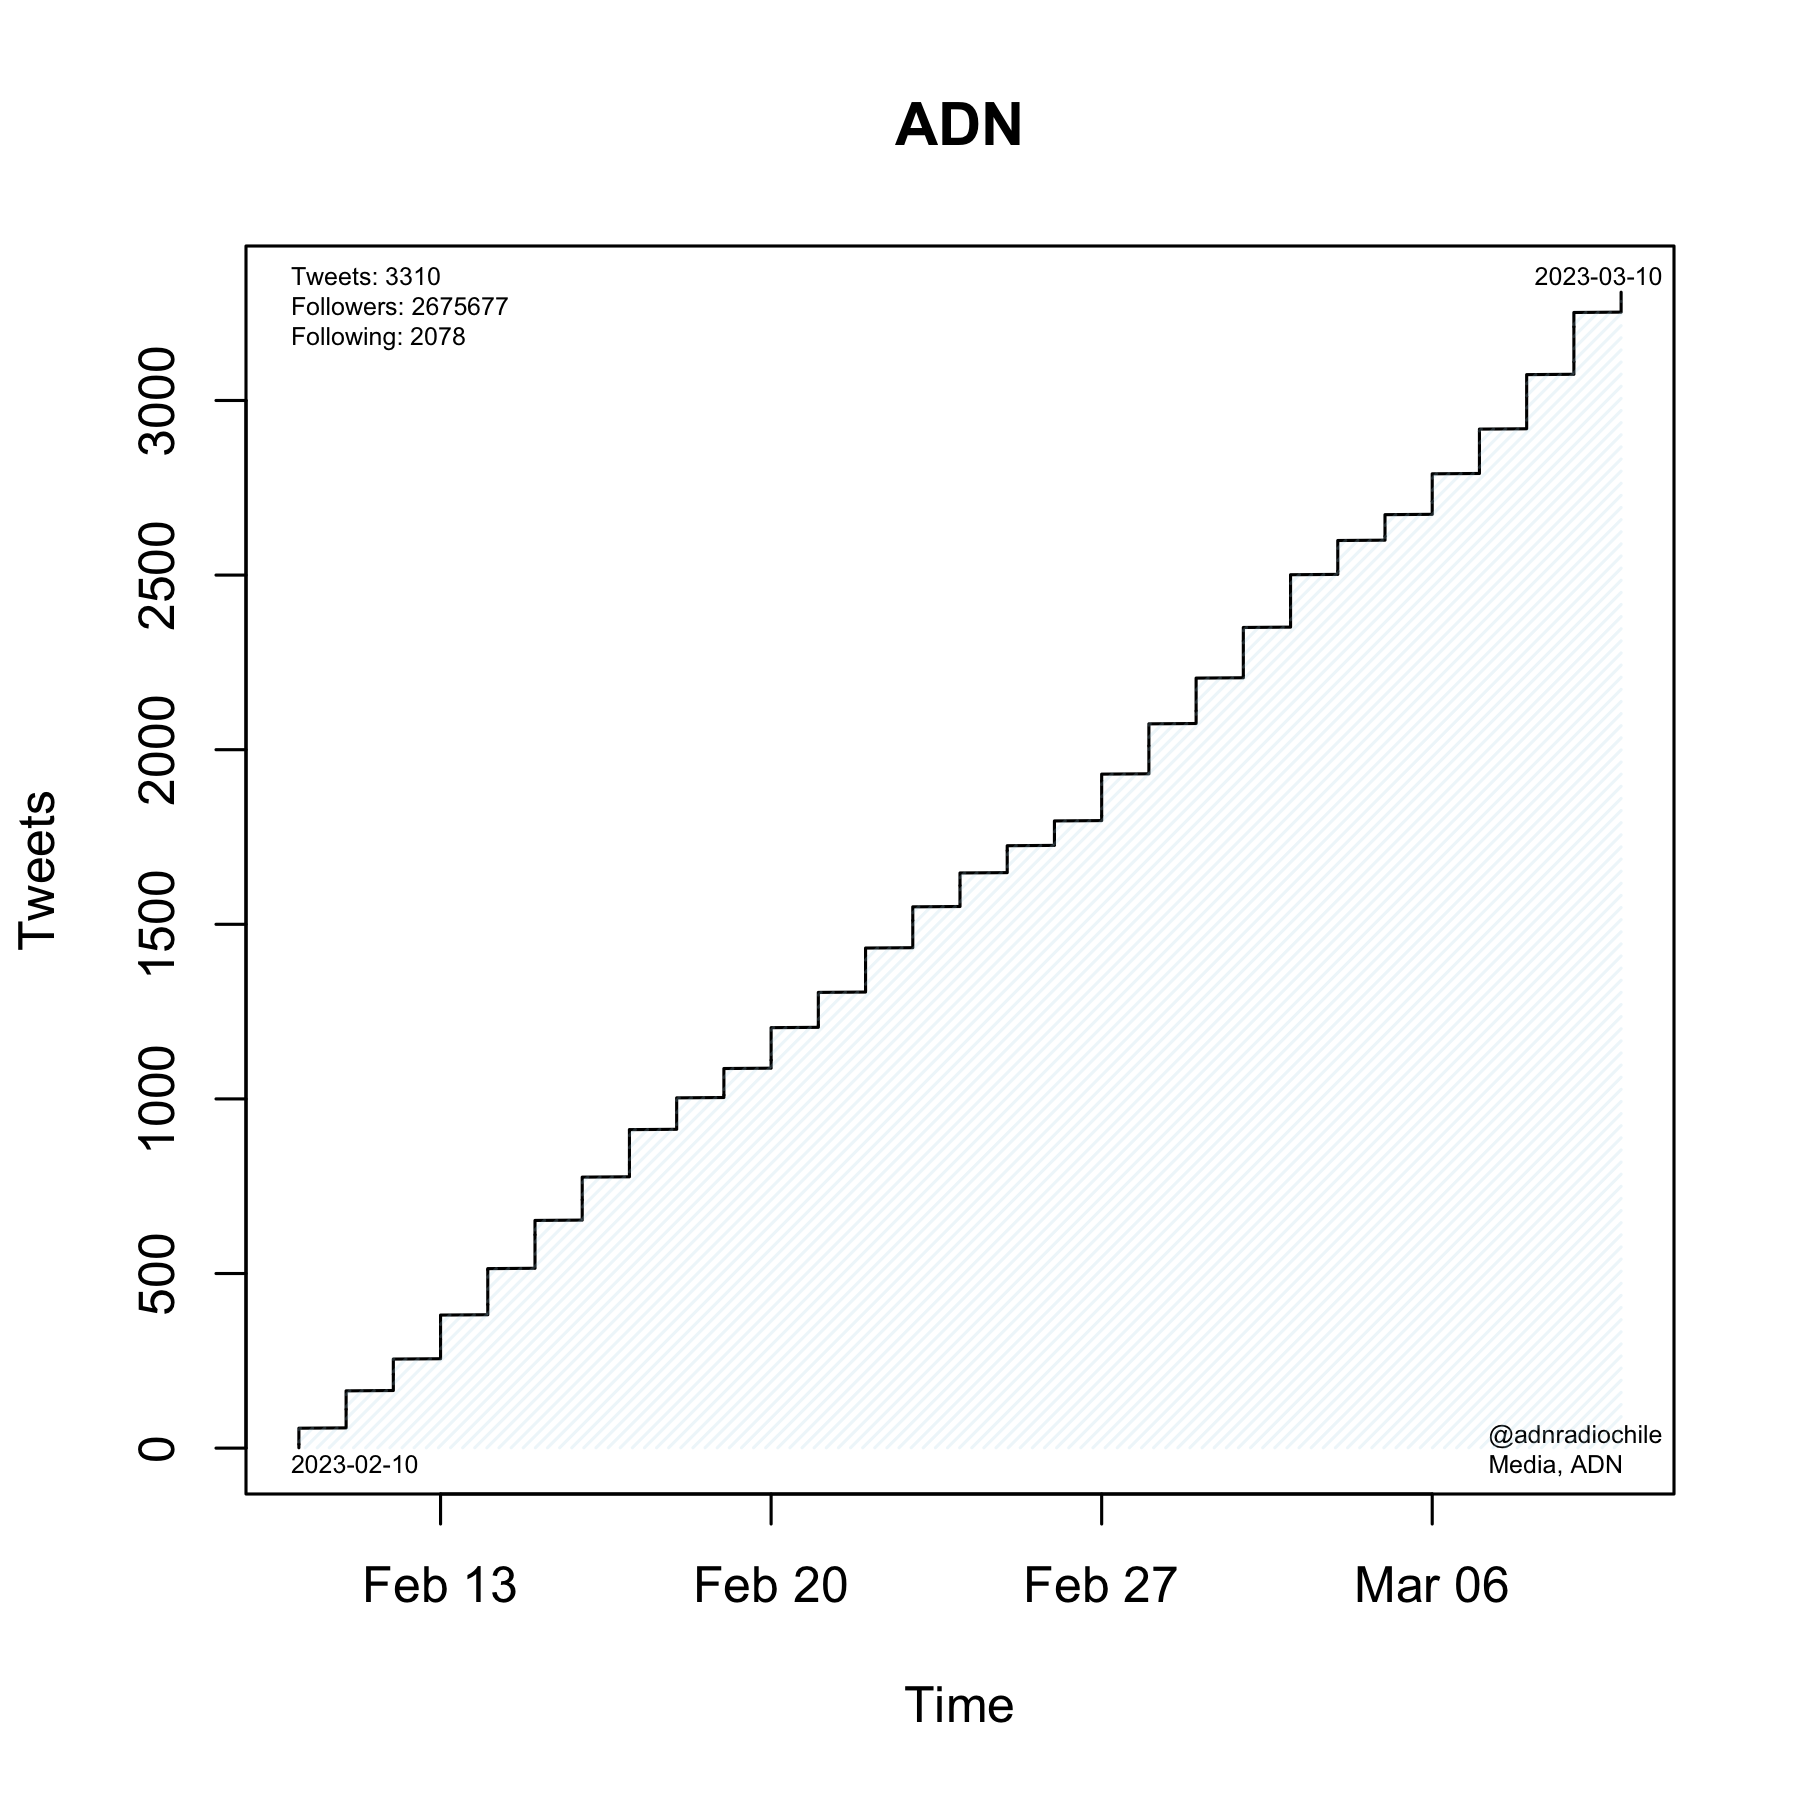 ADN
Tweets: 3310
Followers: 2675677
Following: 2078
2023-03-10
3000
2500
2000
1500
1000
500
0
Tweets
2023-02-10
@adnradiochile
Media, ADN
Feb 13
Feb 20
Feb 27
Mar 06
Time